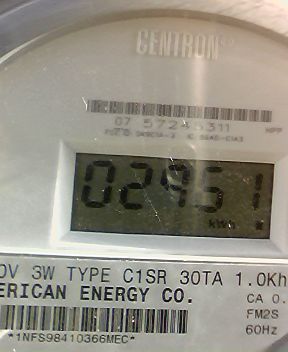 CENTRON
07 57245311 HPP
02951
kWh
0V 3W TYPE C1SR 30TA 1.0Kh
ERICAN ENERGY CO. CA 0.
FM2S
*1NFS98410366MEC* 60Hz